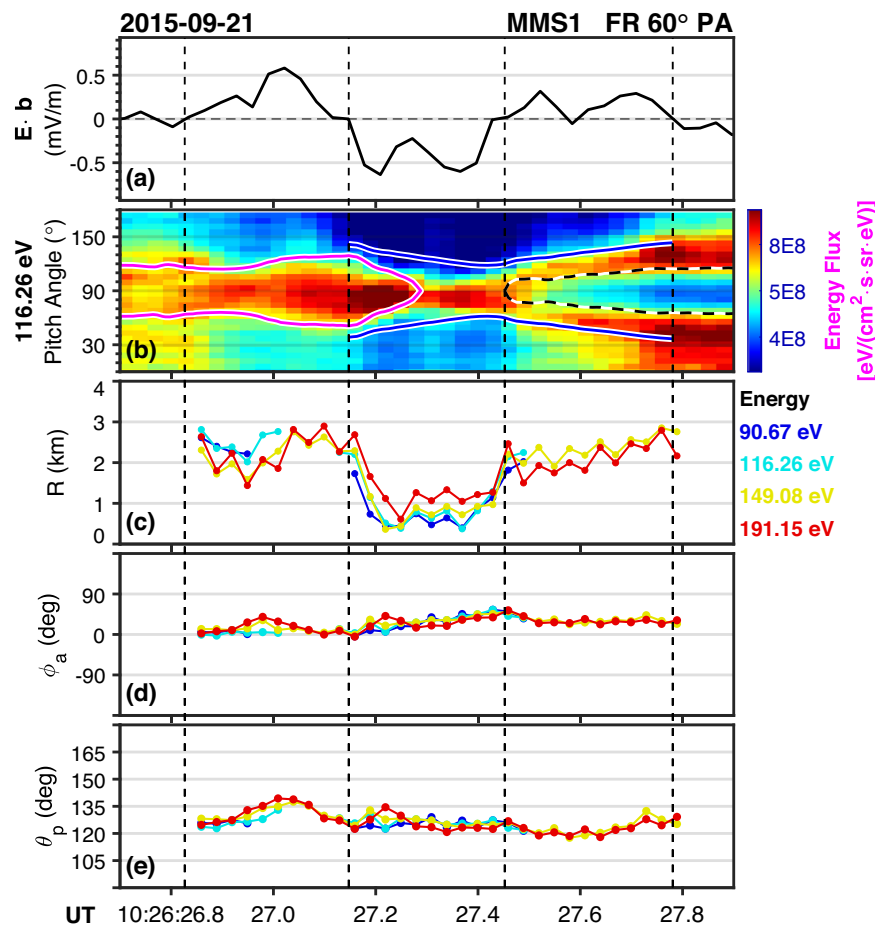 2015-09-21 MMS1 FR 60° PA
E· b
(mV/m)
0.5
0
-0.5
(a)
116.26 eV
Pitch Angle (°)
150
90
30
(b)
8E8
5E8
4E8
Energy Flux
[eV/(cm²·s·sr·eV)]
R (km)
4
3
2
1
0
(c)
Energy
90.67 eV
116.26 eV
149.08 eV
191.15 eV
ϕa (deg)
90
0
-90
(d)
θp (deg)
165
150
135
120
105
(e)
UT 10:26:26.8 27.0 27.2 27.4 27.6 27.8